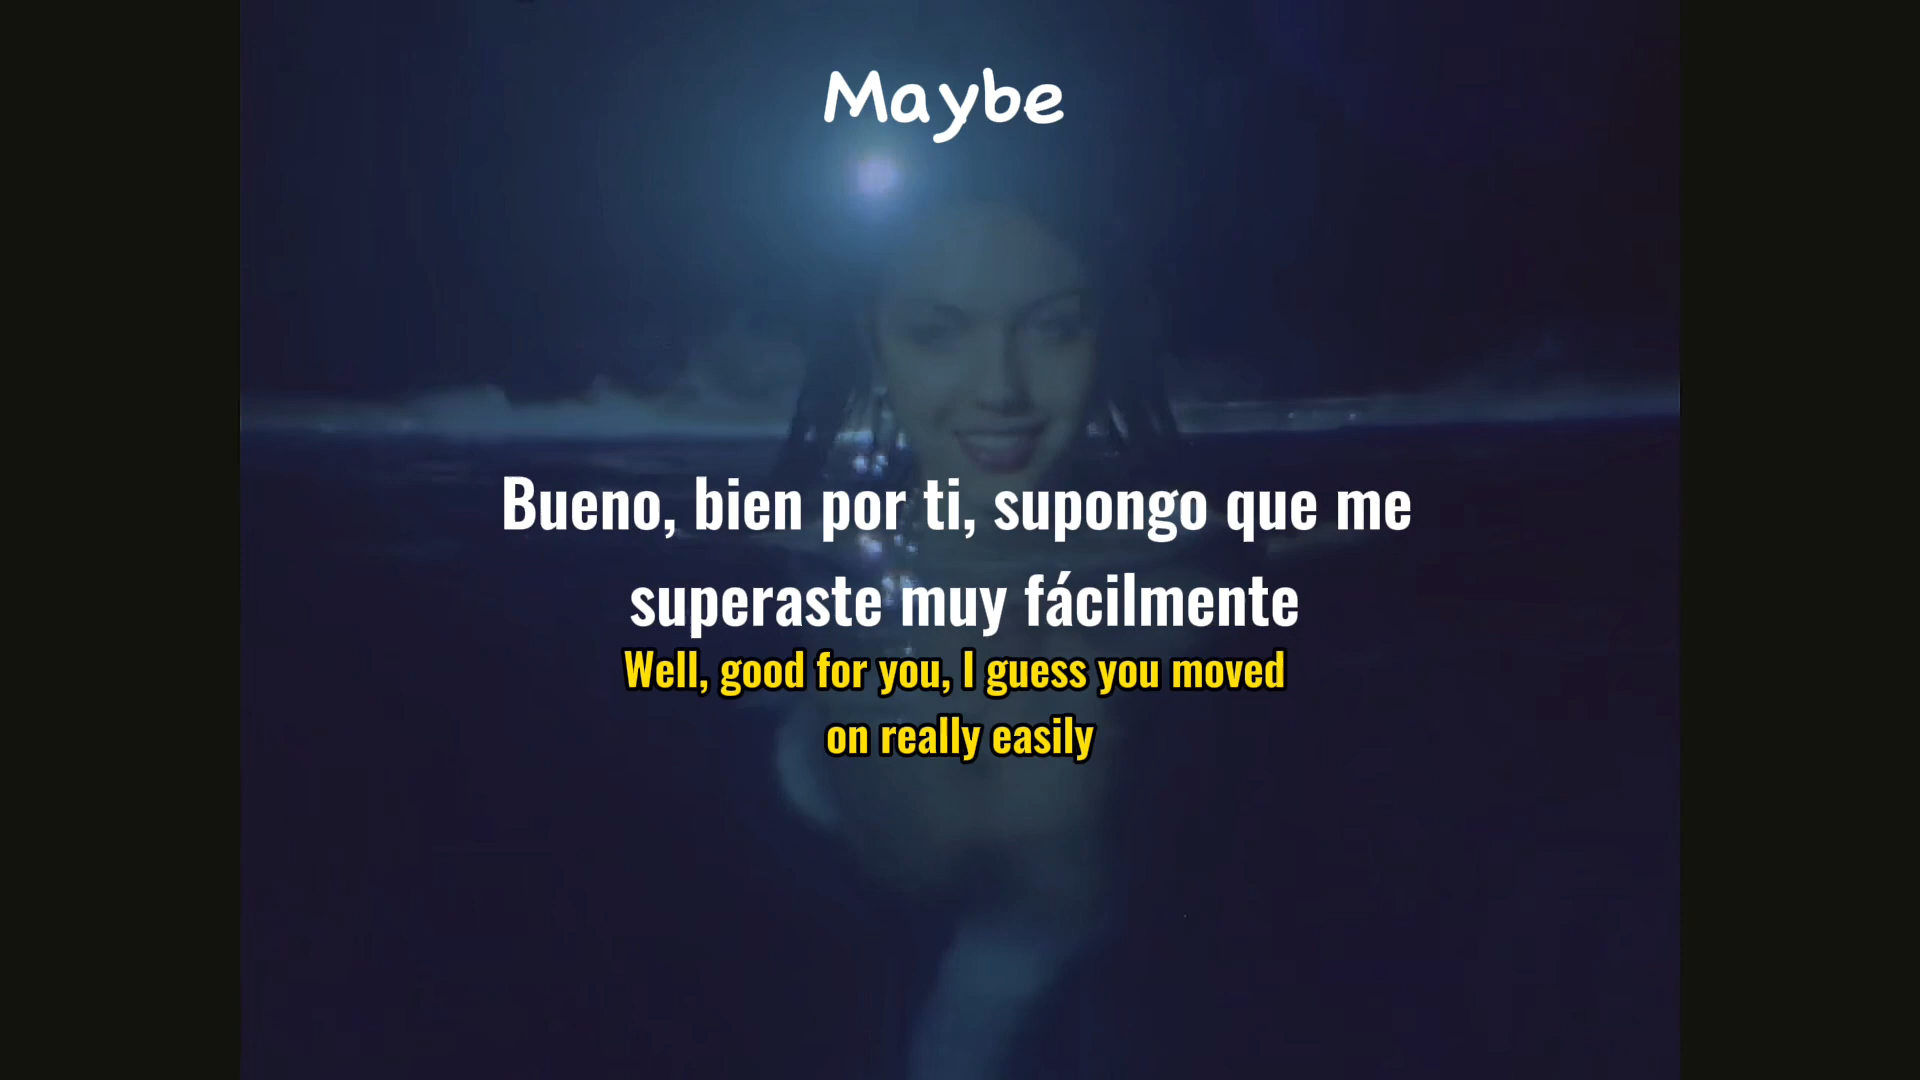 Maybe
Bueno, bien por ti, supongo que me
superaste muy fácilmente
Well, good for you, I guess you moved
on really easily